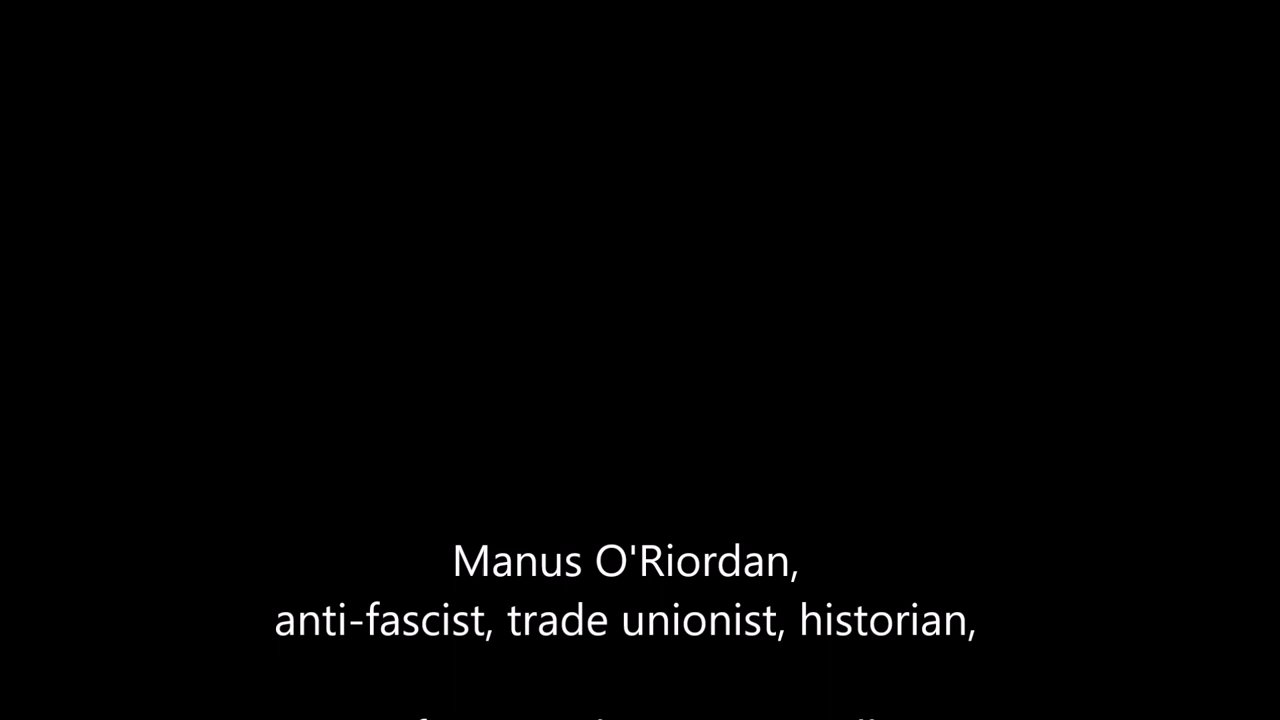 Manus O'Riordan,
anti-fascist, trade unionist, historian,